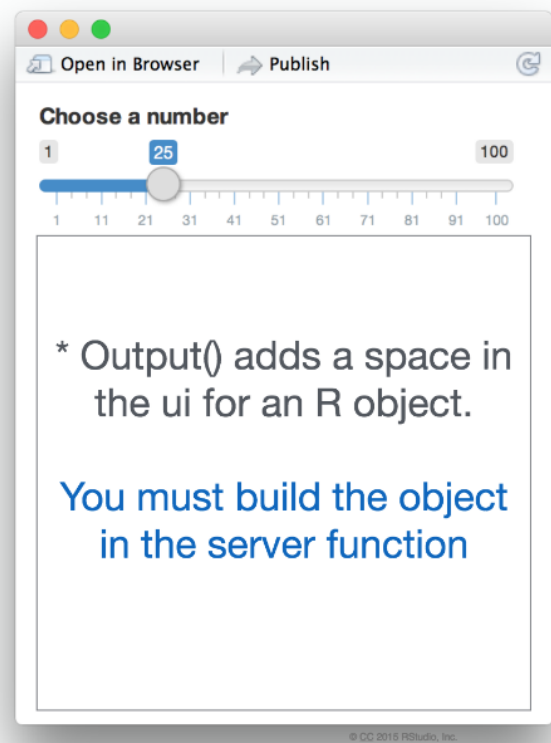 Open in Browser Publish
Choose a number
1 25 100
1 11 21 31 41 51 61 71 81 91 100
* Output() adds a space in
the ui for an R object.
You must build the object
in the server function
© CC 2015 RStudio, Inc.